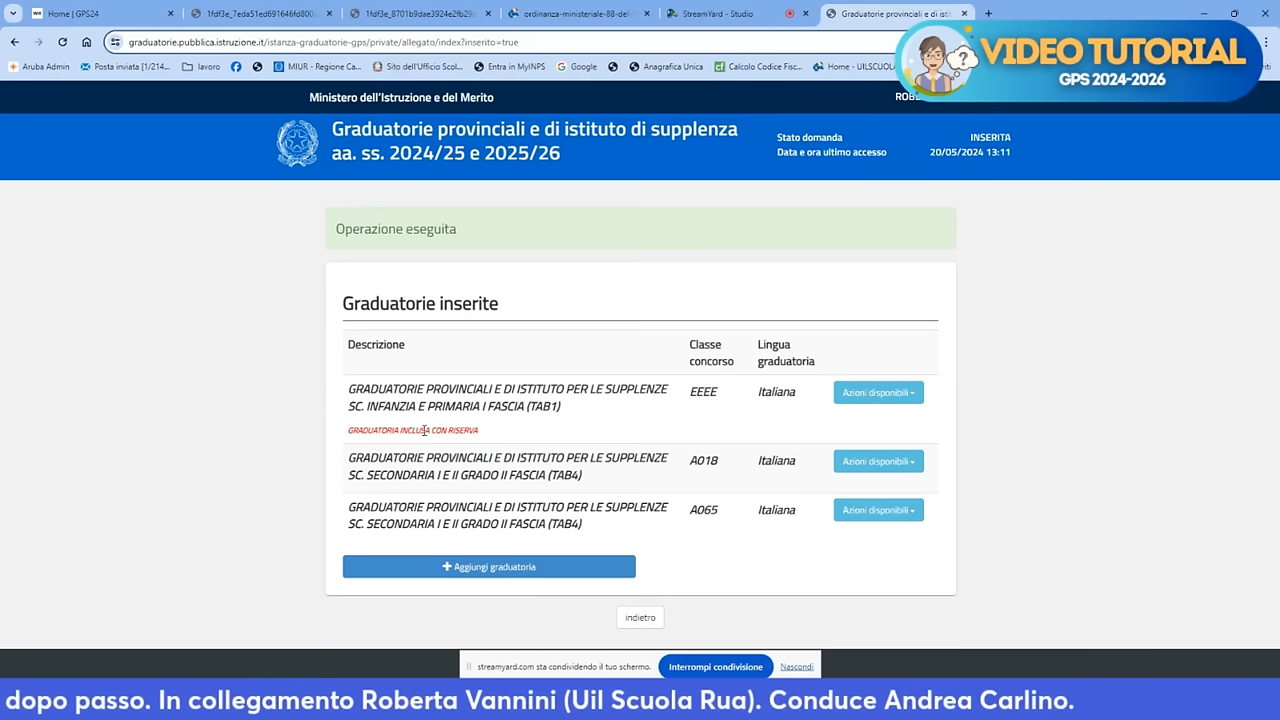 Home | GPS24
1fdf3e_7eda51ed691646fd800
1fdf3e_8701b9dae3924e2fb29
ordinanza-ministeriale-88-del
StreamYard - Studio
Graduatorie provinciali e di isti
graduatorie.pubblica.istruzione.it/istanza-graduatorie-gps/private/allegato/index?inserito=true
Aruba Admin
Posta inviata [1/214...
lavoro
MIUR - Regione Ca...
Sito dell'Ufficio Scol...
Entra in MyINPS
Google
Anagrafica Unica
Calcolo Codice Fisc...
Home - UILSCUOL
VIDEO TUTORIAL
GPS 2024-2026
Ministero dell'Istruzione e del Merito
Graduatorie provinciali e di istituto di supplenza
aa. ss. 2024/25 e 2025/26
Stato domanda INSERITA
Data e ora ultimo accesso 20/05/2024 13:11
Operazione eseguita
Graduatorie inserite
Descrizione
Classe
concorso
Lingua
graduatoria
GRADUATORIE PROVINCIALI E DI ISTITUTO PER LE SUPPLENZE
SC. INFANZIA E PRIMARIA I FASCIA (TAB1)
EEEE Italiana Azioni disponibili
GRADUATORIA INCLUSA CON RISERVA
GRADUATORIE PROVINCIALI E DI ISTITUTO PER LE SUPPLENZE
SC. SECONDARIA I E II GRADO II FASCIA (TAB4)
A018 Italiana Azioni disponibili
GRADUATORIE PROVINCIALI E DI ISTITUTO PER LE SUPPLENZE
SC. SECONDARIA I E II GRADO II FASCIA (TAB4)
A065 Italiana Azioni disponibili
Aggiungi graduatoria
indietro
streamyard.com sta condividendo il tuo schermo. Interrompi condivisione Nascondi
dopo passo. In collegamento Roberta Vannini (Uil Scuola Rua). Conduce Andrea Carlino.